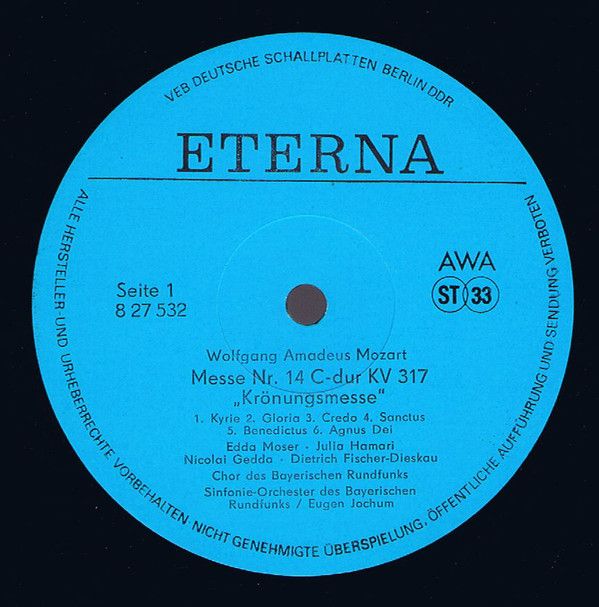 VEB DEUTSCHE SCHALLPLATTEN BERLIN DDR
ETERNA
AWA
ST 33
Seite 1
8 27 532
Wolfgang Amadeus Mozart
Messe Nr. 14 C-dur KV 317
„Krönungsmesse“
1. Kyrie 2. Gloria 3. Credo 4. Sanctus
5. Benedictus 6. Agnus Dei
Edda Moser · Julia Hamari
Nicolai Gedda · Dietrich Fischer-Dieskau
Chor des Bayerischen Rundfunks
Sinfonie-Orchester des Bayerischen
Rundfunks / Eugen Jochum
ALLE HERSTELLER- UND URHEBERRECHTE VORBEHALTEN. NICHT GENEHMIGTE ÜBERSPIELUNG, ÖFFENTLICHE AUFFÜHRUNG UND SENDUNG VERBOTEN